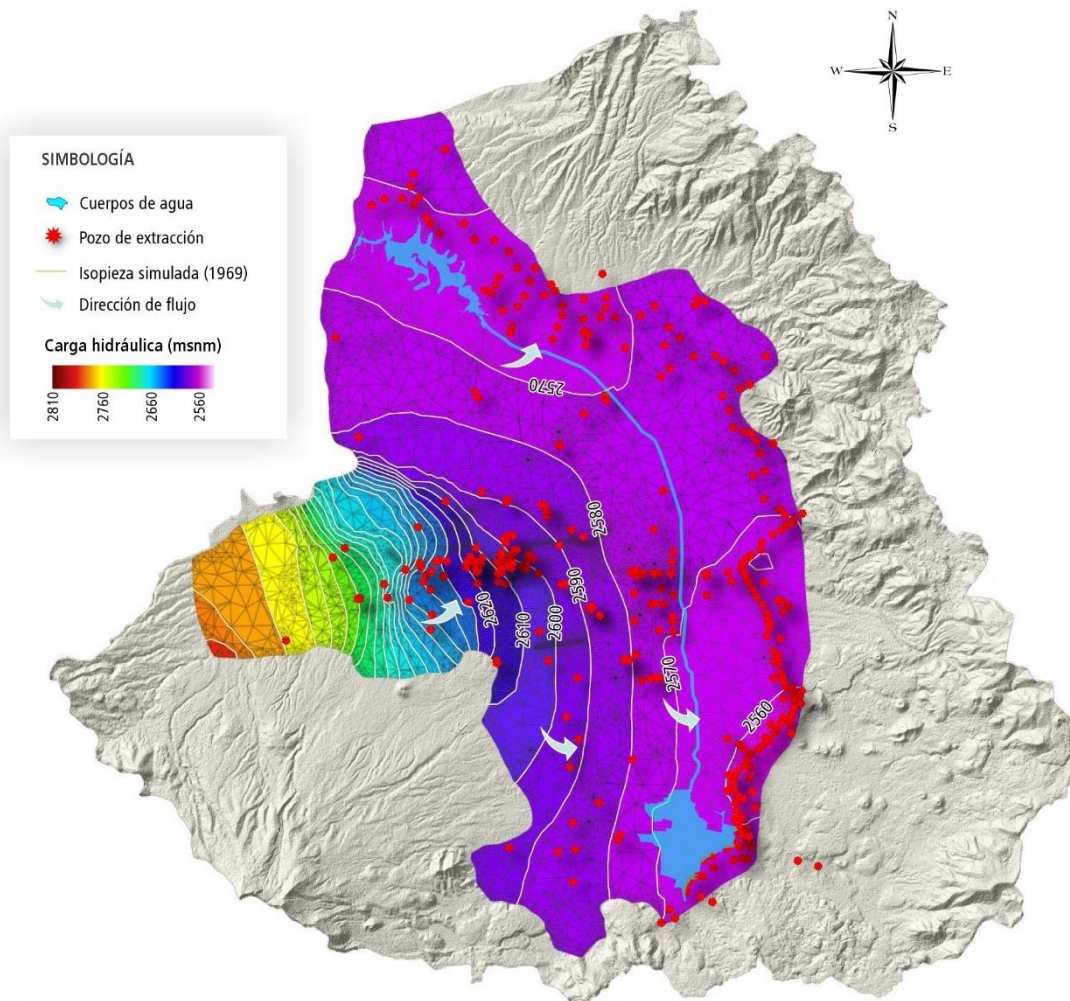 N
W E
S
SIMBOLOGÍA
Cuerpos de agua
Pozo de extracción
Isopieza simulada (1969)
Dirección de flujo
Carga hidráulica (msnm)
2810
2760
2710
2660
2560
2570
2580
2590
2620
2610
2600
2570
2560